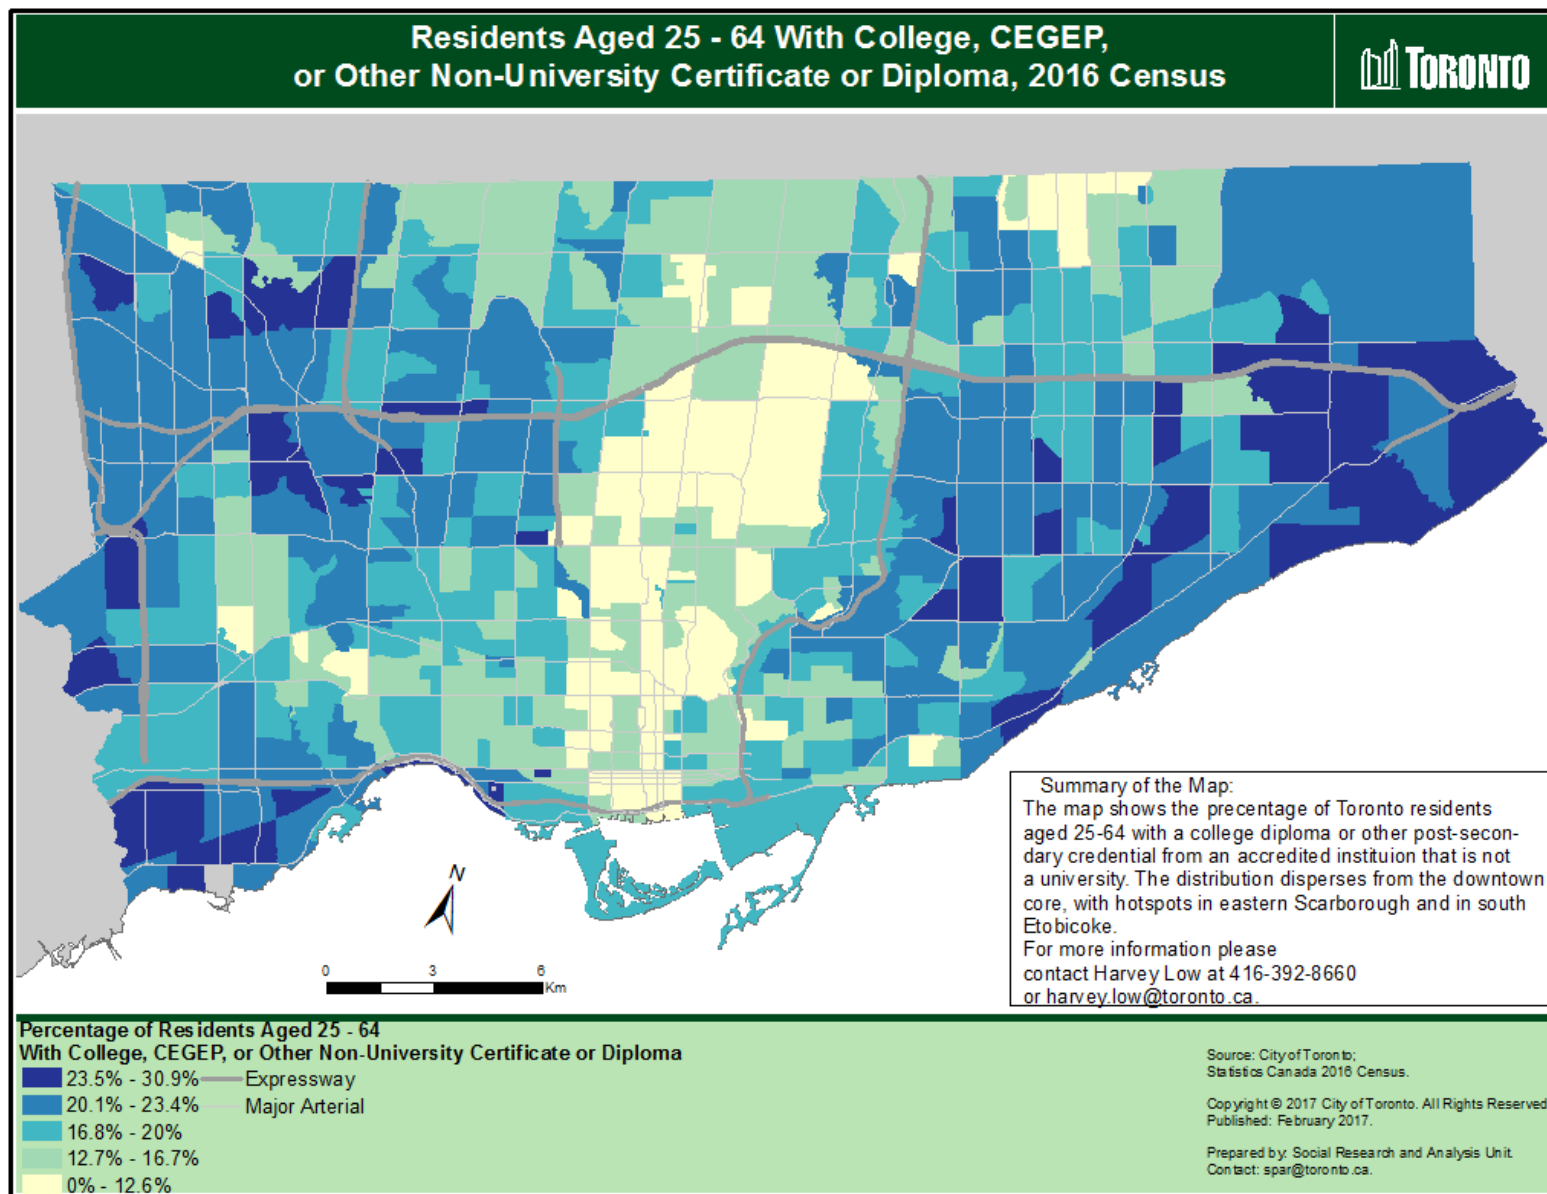 Residents Aged 25 - 64 With College, CEGEP,
or Other Non-University Certificate or Diploma, 2016 Census
TORONTO
Summary of the Map:
The map shows the precentage of Toronto residents
aged 25-64 with a college diploma or other post-secon-
dary credential from an accredited instituion that is not
a university. The distribution disperses from the downtown
core, with hotspots in eastern Scarborough and in south
Etobicoke.
For more information please
contact Harvey Low at 416-392-8660
or harvey.low@toronto.ca.
N
0 3 6
Km
Percentage of Residents Aged 25 - 64
With College, CEGEP, or Other Non-University Certificate or Diploma
23.5% - 30.9% Expressway
20.1% - 23.4% Major Arterial
16.8% - 20%
12.7% - 16.7%
0% - 12.6%
Source: City of Toronto;
Statistics Canada 2016 Census.
Copyright © 2017 City of Toronto. All Rights Reserved
Published: February 2017.
Prepared by: Social Research and Analysis Unit.
Contact: spar@toronto.ca.